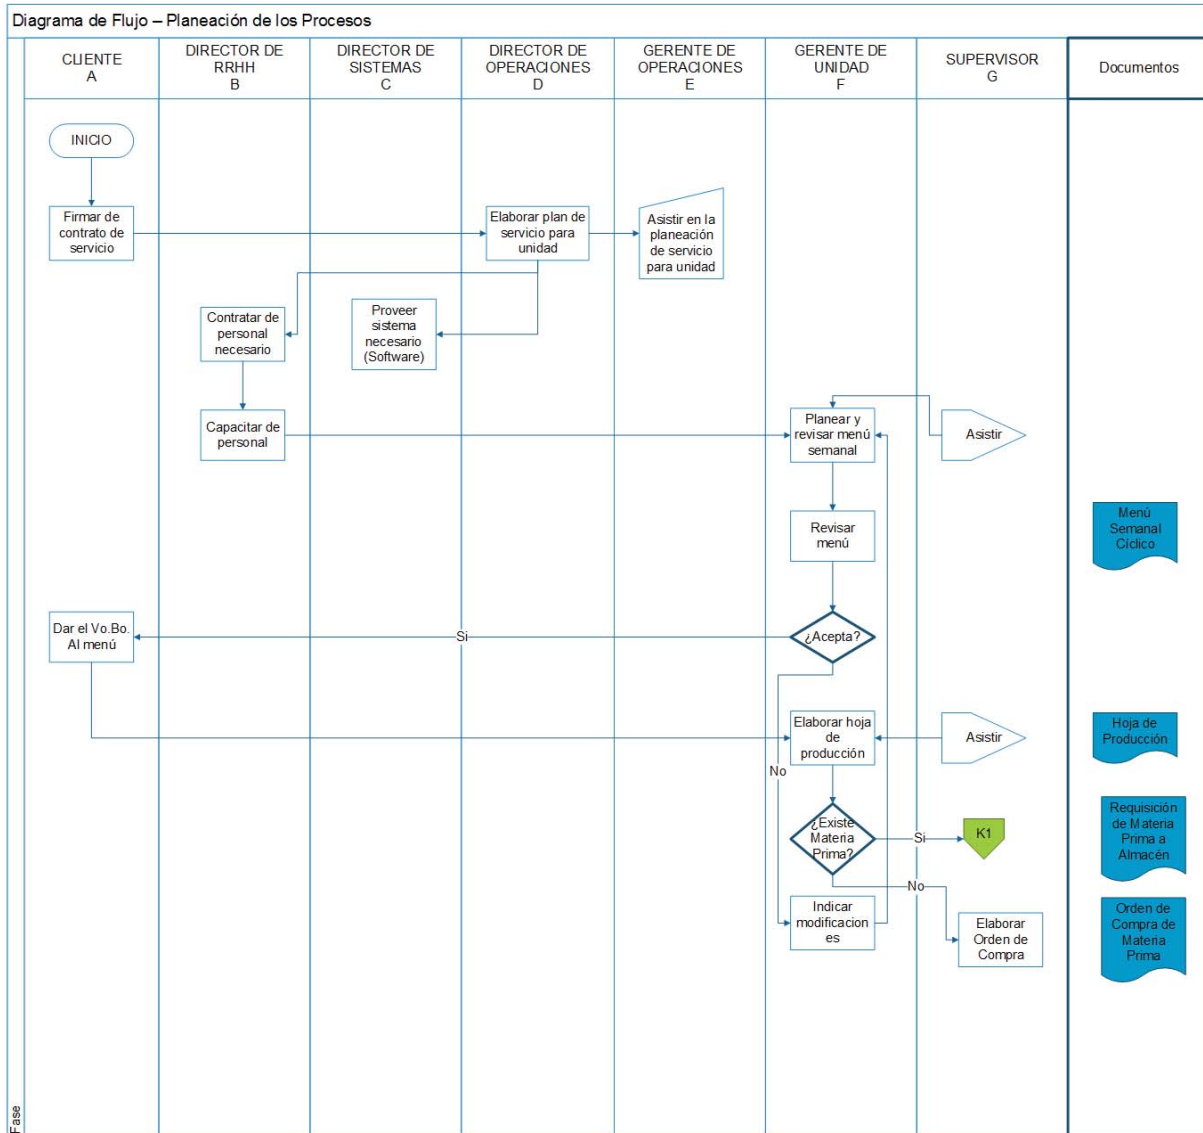 Diagrama de Flujo – Planeación de los Procesos
CLIENTE
A
DIRECTOR DE
RRHH
B
DIRECTOR DE
SISTEMAS
C
DIRECTOR DE
OPERACIONES
D
GERENTE DE
OPERACIONES
E
GERENTE DE
UNIDAD
F
SUPERVISOR
G
Documentos
INICIO
Firmar de
contrato de
servicio
Elaborar plan de
servicio para
unidad
Asistir en la
planeación
de servicio
para unidad
Contratar de
personal
necesario
Proveer
sistema
necesario
(Software)
Capacitar de
personal
Planear y
revisar menú
semanal
Asistir
Revisar
menú
Menú
Semanal
Cíclico
Dar el Vo.Bo.
Al menú
Si
¿Acepta?
Elaborar hoja
de
producción
Asistir
Hoja de
Producción
No
¿Existe
Materia
Prima?
Si
K1
Requisición
de Materia
Prima a
Almacén
No
Indicar
modificacion
es
Elaborar
Orden de
Compra
Orden de
Compra de
Materia
Prima
Fase